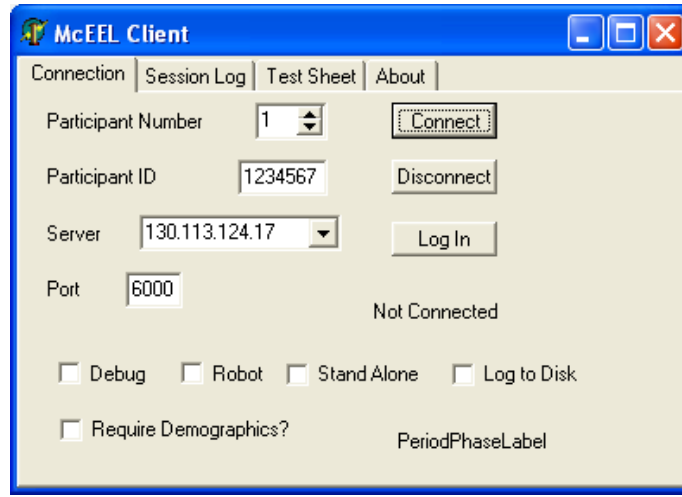 McEEL Client
Connection Session Log Test Sheet About
Participant Number 1 Connect
Participant ID 1234567 Disconnect
Server 130.113.124.17 Log In
Port 6000
Not Connected
Debug Robot Stand Alone Log to Disk
Require Demographics?
PeriodPhaseLabel